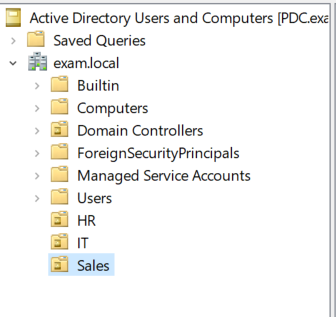 Active Directory Users and Computers [PDC.exa
Saved Queries
exam.local
Builtin
Computers
Domain Controllers
ForeignSecurityPrincipals
Managed Service Accounts
Users
HR
IT
Sales